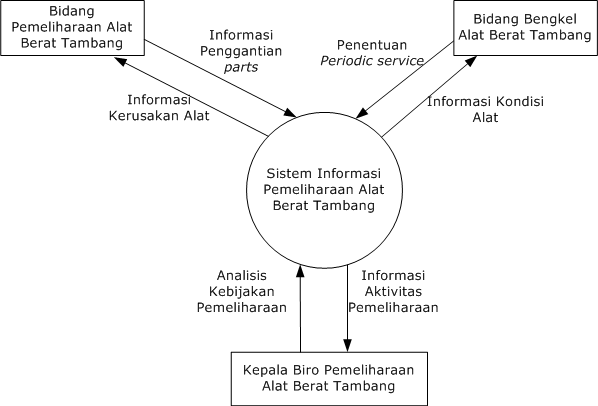 Bidang
Pemeliharaan Alat
Berat Tambang
Informasi
Penggantian
parts
Penentuan
Periodic service
Bidang Bengkel
Alat Berat Tambang
Informasi
Kerusakan Alat
Informasi Kondisi
Alat
Sistem Informasi
Pemeliharaan Alat
Berat Tambang
Analisis
Kebijakan
Pemeliharaan
Informasi
Aktivitas
Pemeliharaan
Kepala Biro Pemeliharaan
Alat Berat Tambang